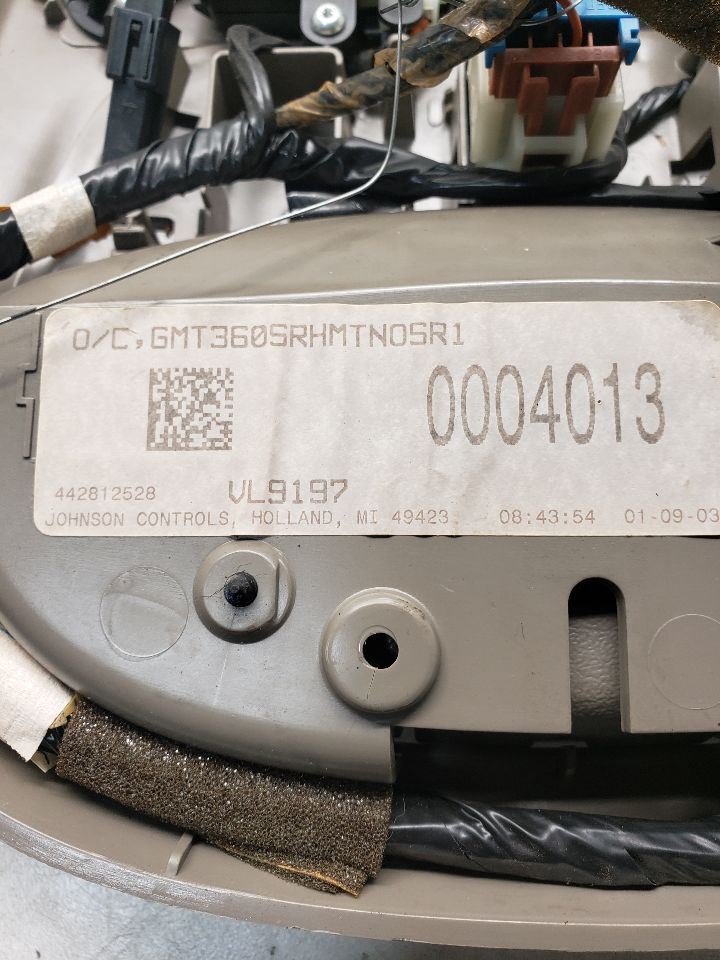 O/C,GMT360SRHMTNOSR1
0004013
442812528 VL9197
JOHNSON CONTROLS, HOLLAND, MI 49423 08:43:54 01-09-03